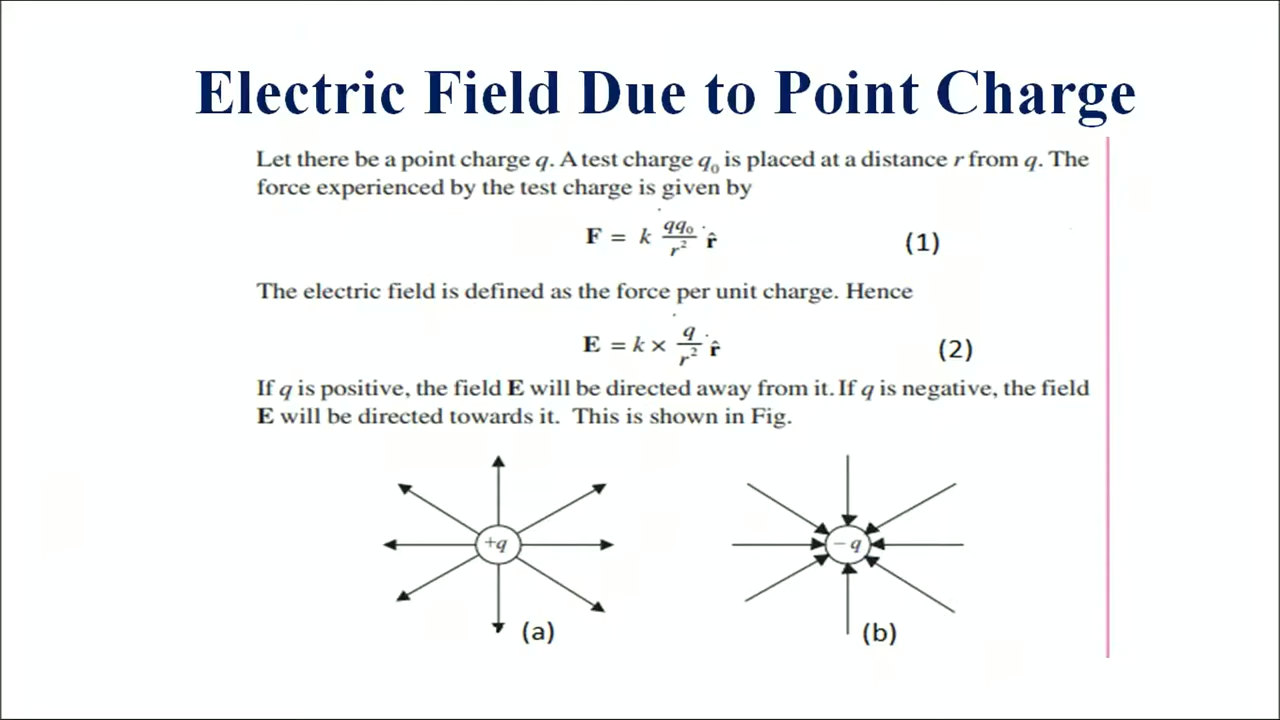 Electric Field Due to Point Charge
Let there be a point charge q. A test charge q₀ is placed at a distance r from q. The
force experienced by the test charge is given by
F = k qq₀/r² r̂ (1)
The electric field is defined as the force per unit charge. Hence
E = k × q/r² r̂ (2)
If q is positive, the field E will be directed away from it. If q is negative, the field
E will be directed towards it. This is shown in Fig.
+q
– q
(a)
(b)